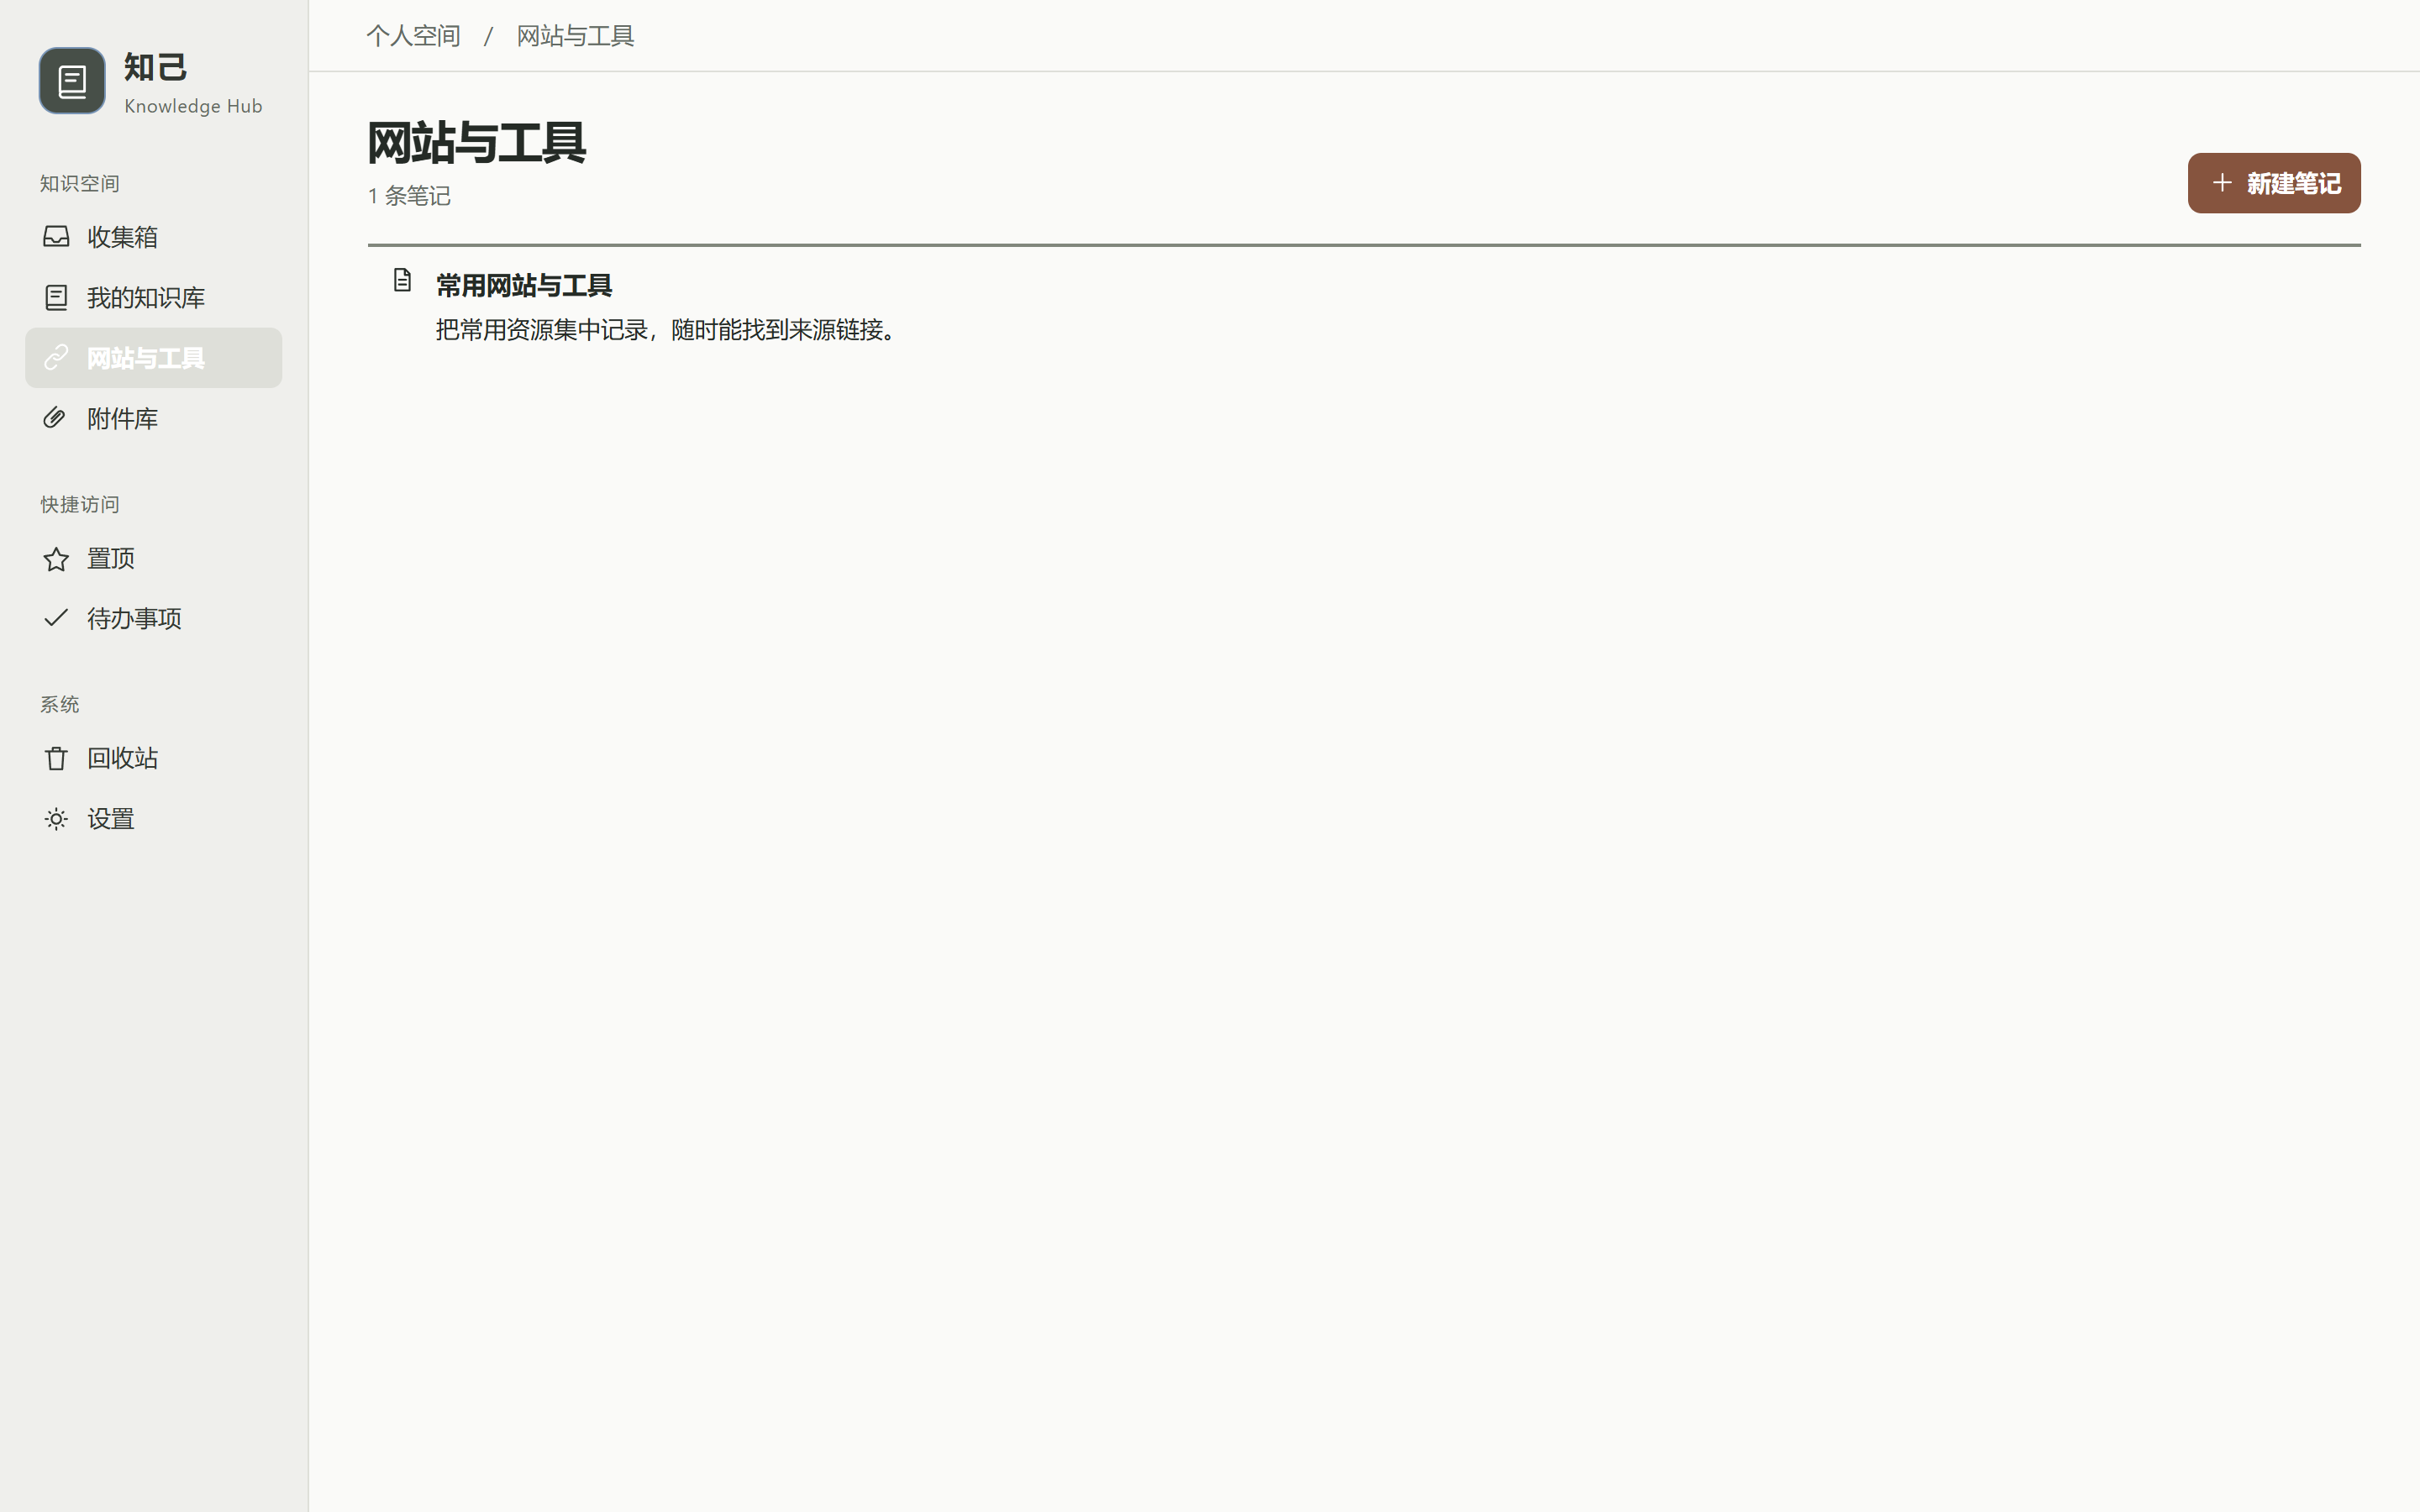 知己
Knowledge Hub
知识空间
收集箱
我的知识库
网站与工具
附件库
快捷访问
置顶
待办事项
系统
回收站
设置
个人空间 / 网站与工具
网站与工具
1 条笔记
新建笔记
常用网站与工具
把常用资源集中记录，随时能找到来源链接。